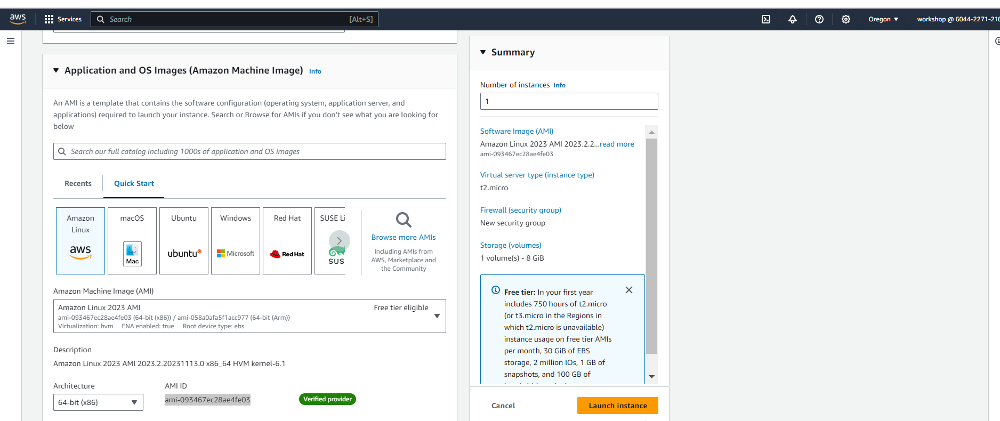 aws
Services
Search
[Alt+S]
Oregon
workshop @ 6044-2271-216
Application and OS Images (Amazon Machine Image) Info
An AMI is a template that contains the software configuration (operating system, application server, and
applications) required to launch your instance. Search or Browse for AMIs if you don't see what you are looking for
below
Search our full catalog including 1000s of application and OS images
Recents
Quick Start
Amazon
Linux
aws
macOS
Mac
Ubuntu
ubuntu
Windows
Microsoft
Red Hat
Red Hat
SUSE Li
SUS
Browse more AMIs
Including AMIs from
AWS, Marketplace and
the Community
Amazon Machine Image (AMI)
Amazon Linux 2023 AMI
Free tier eligible
ami-093467ec28ae4fe03 (64-bit (x86)) / ami-058a0afa5f1acc977 (64-bit (Arm))
Virtualization: hvm ENA enabled: true Root device type: ebs
Description
Amazon Linux 2023 AMI 2023.2.20231113.0 x86_64 HVM kernel-6.1
Architecture
64-bit (x86)
AMI ID
ami-093467ec28ae4fe03
Verified provider
Summary
Number of instances Info
1
Software Image (AMI)
Amazon Linux 2023 AMI 2023.2.2...read more
ami-093467ec28ae4fe03
Virtual server type (instance type)
t2.micro
Firewall (security group)
New security group
Storage (volumes)
1 volume(s) - 8 GiB
Free tier: In your first year
includes 750 hours of t2.micro
(or t3.micro in the Regions in
which t2.micro is unavailable)
instance usage on free tier AMIs
per month, 30 GiB of EBS
storage, 2 million IOs, 1 GB of
snapshots, and 100 GB of
Cancel
Launch instance